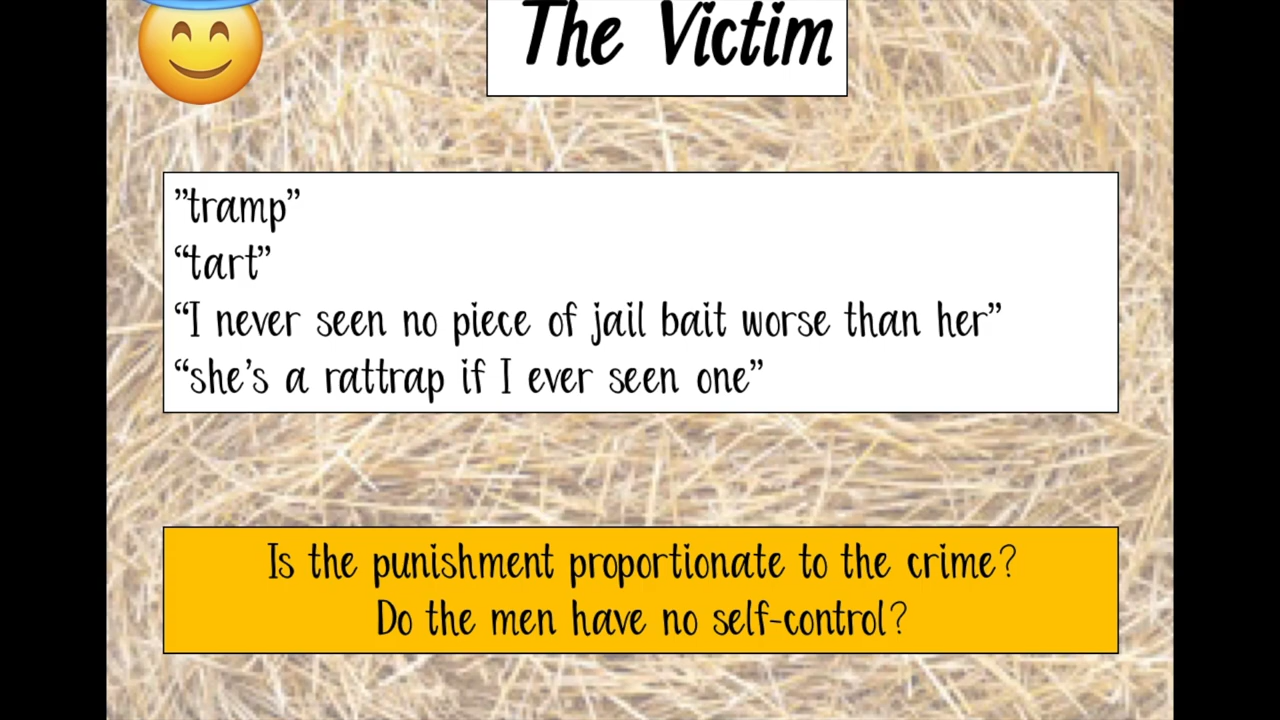 The Victim
”tramp”
“tart”
“I never seen no piece of jail bait worse than her”
“she’s a rattrap if I ever seen one”
Is the punishment proportionate to the crime?
Do the men have no self-control?